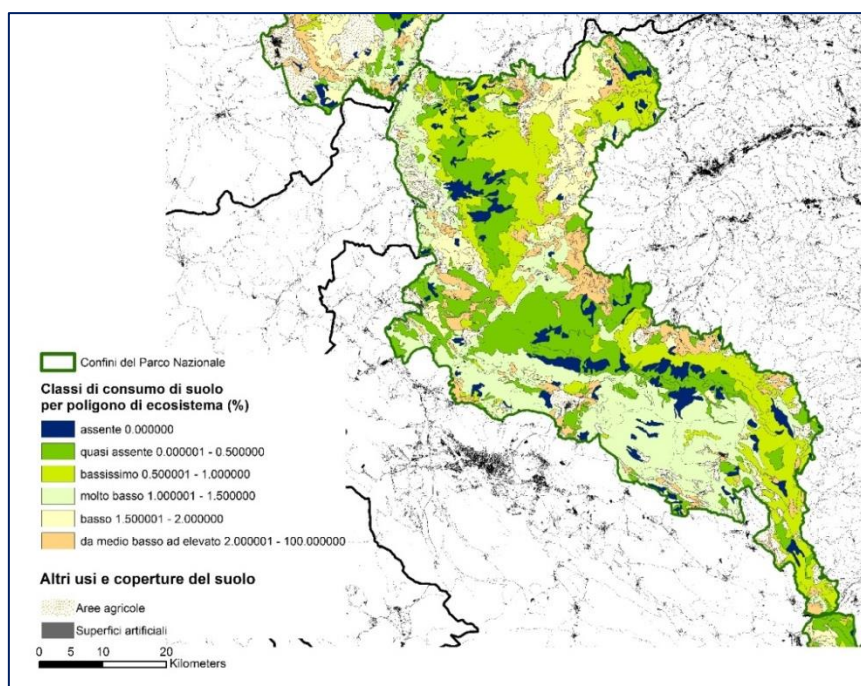 Confini del Parco Nazionale
Classi di consumo di suolo
per poligono di ecosistema (%)
assente 0.000000
quasi assente 0.000001 - 0.500000
bassissimo 0.500001 - 1.000000
molto basso 1.000001 - 1.500000
basso 1.500001 - 2.000000
da medio basso ad elevato 2.000001 - 100.000000
Altri usi e coperture del suolo
Aree agricole
Superfici artificiali
0 5 10 20
Kilometers